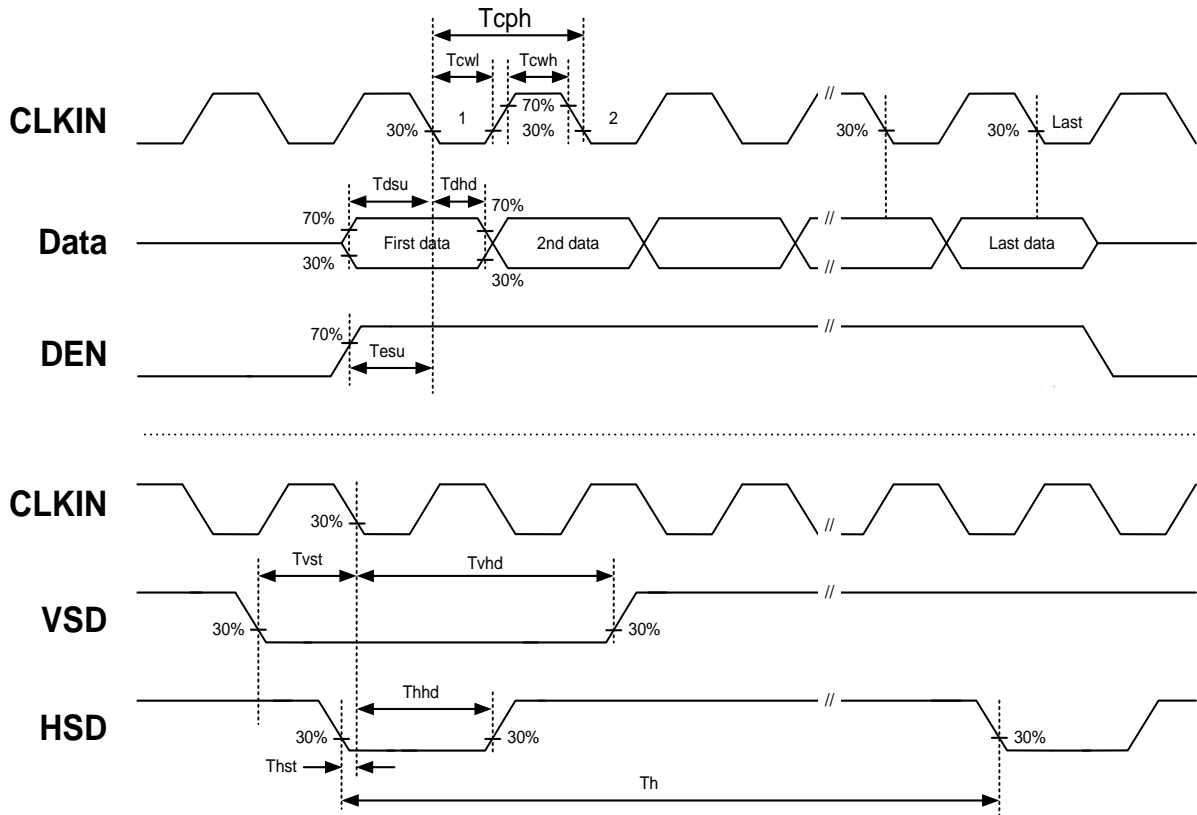 Tcph
Tcwl Tcwh
CLKIN 30% 1 70% 30% 2 // 30% 30% Last
Tdsu Tdhd
70% 70%
Data First data 2nd data // Last data
30% 30%
//
DEN 70% // 
Tesu
CLKIN 30% //
Tvst Tvhd
//
VSD 30% 30%
Thhd //
HSD 30% 30% 30%
Thst
Th